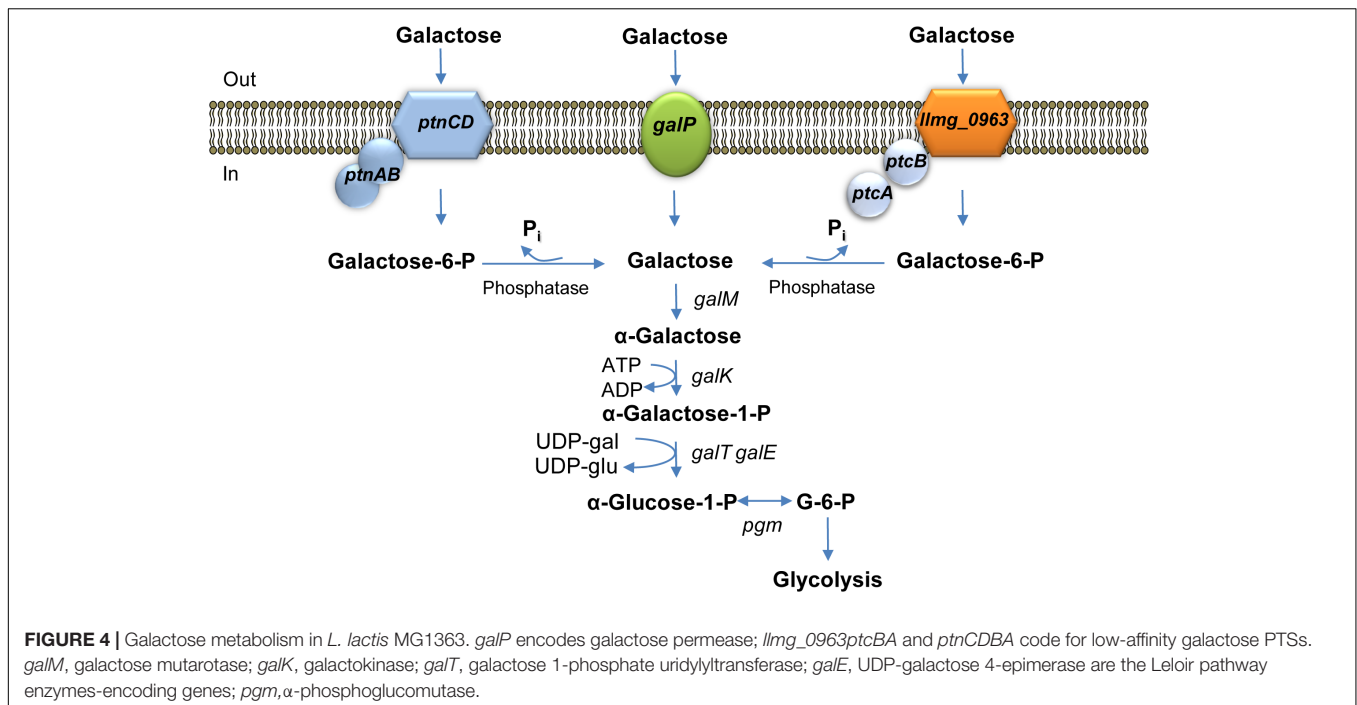 Galactose Galactose Galactose
Out
ptnCD galP llmg_0963
In ptnAB ptcB
ptcA
Pi Pi
Galactose-6-P Galactose Galactose-6-P
Phosphatase Phosphatase
galM
α-Galactose
ATP
galK
ADP
α-Galactose-1-P
UDP-gal
galT galE
UDP-glu
α-Glucose-1-P G-6-P
pgm
Glycolysis
FIGURE 4 | Galactose metabolism in L. lactis MG1363. galP encodes galactose permease; llmg_0963ptcBA and ptnCDBA code for low-affinity galactose PTSs.
galM, galactose mutarotase; galK, galactokinase; galT, galactose 1-phosphate uridylyltransferase; galE, UDP-galactose 4-epimerase are the Leloir pathway
enzymes-encoding genes; pgm,α-phosphoglucomutase.